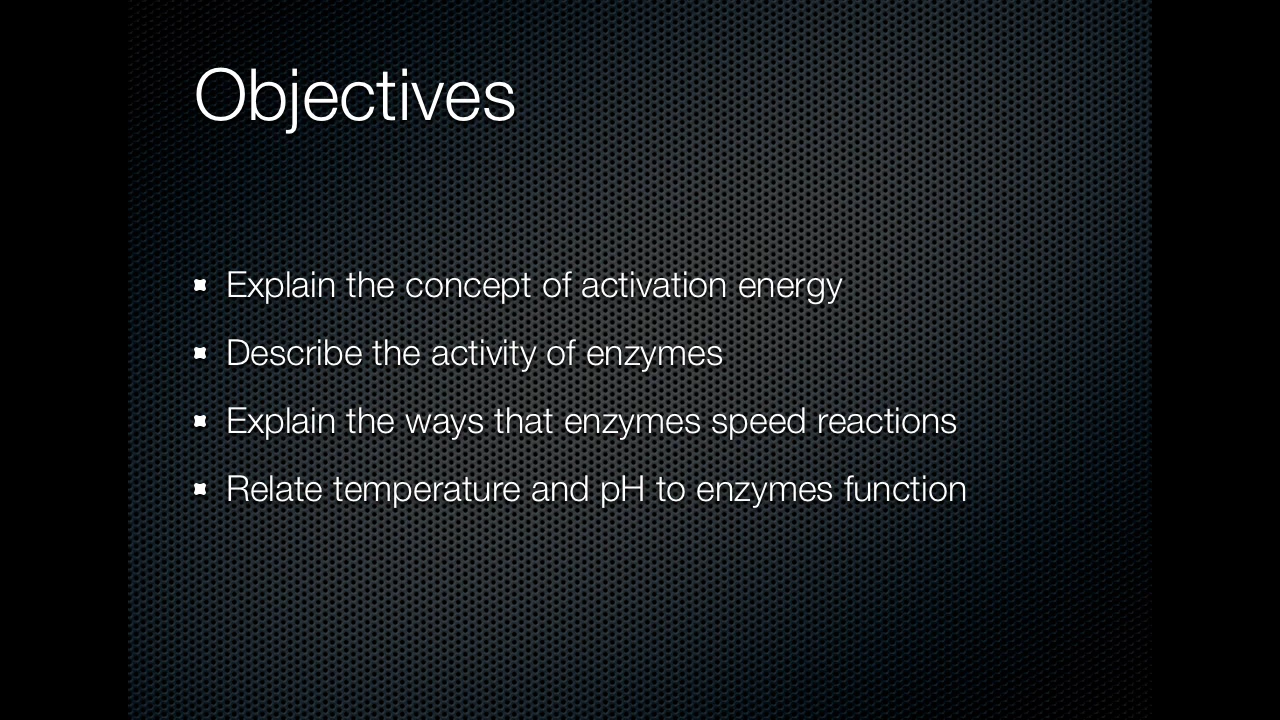 Objectives
Explain the concept of activation energy
Describe the activity of enzymes
Explain the ways that enzymes speed reactions
Relate temperature and pH to enzymes function